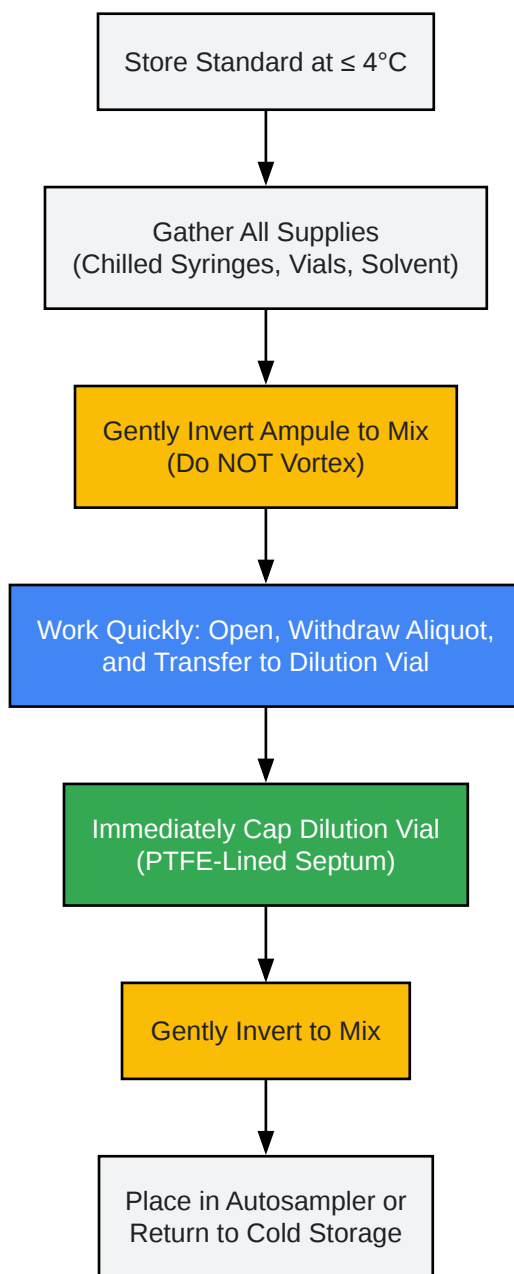 Store Standard at ≤ 4°C
Gather All Supplies
(Chilled Syringes, Vials, Solvent)
Gently Invert Ampule to Mix
(Do NOT Vortex)
Work Quickly: Open, Withdraw Aliquot,
and Transfer to Dilution Vial
Immediately Cap Dilution Vial
(PTFE-Lined Septum)
Gently Invert to Mix
Place in Autosampler or
Return to Cold Storage